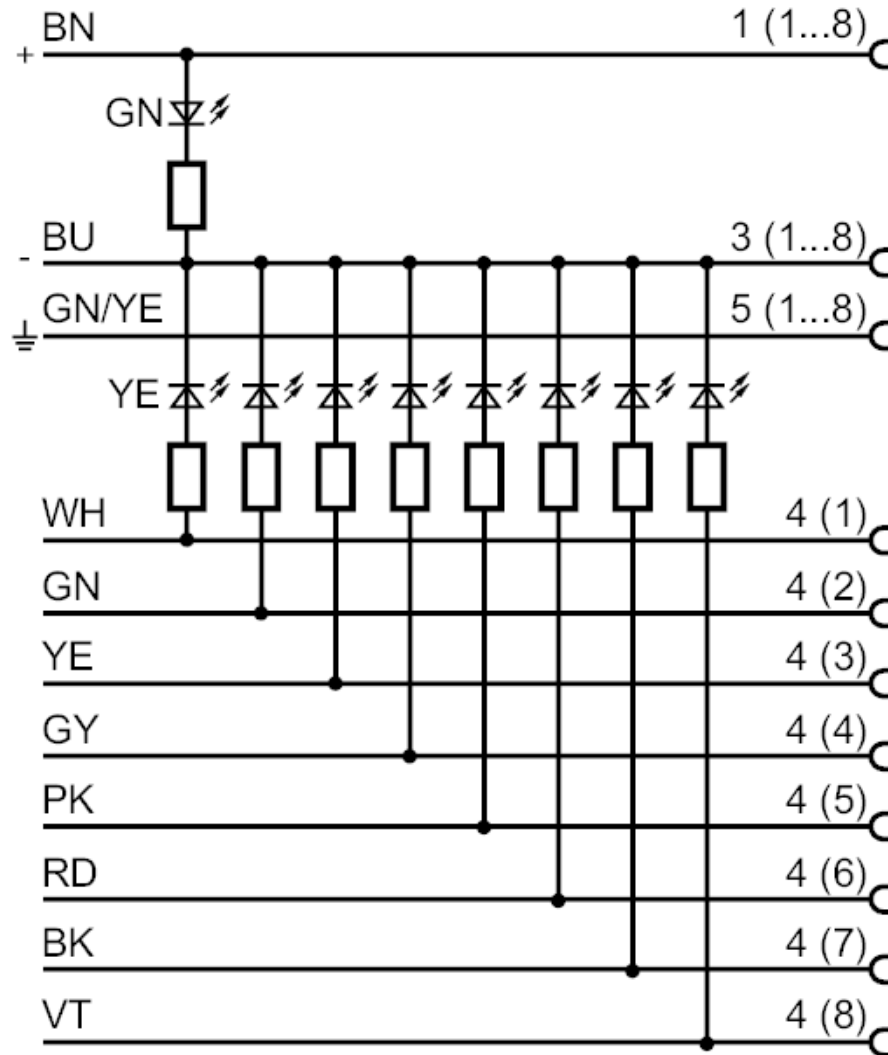 BN 1 (1...8)
+
GN
BU 3 (1...8)
-
GN/YE 5 (1...8)
YE
WH 4 (1)
GN 4 (2)
YE 4 (3)
GY 4 (4)
PK 4 (5)
RD 4 (6)
BK 4 (7)
VT 4 (8)